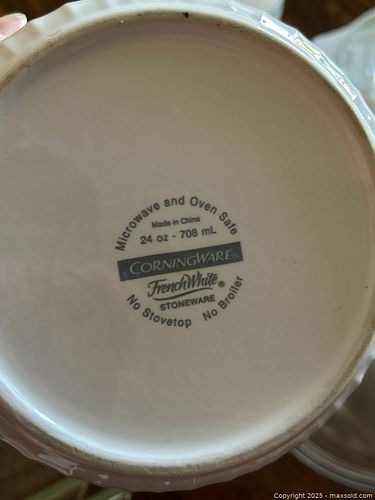 Microwave and Oven Safe
Made in China
24 oz - 708 mL
CORNINGWARE®
FrenchWhite®
STONEWARE
No Stovetop No Broiler
Copyright © 2025 - maxsold.com